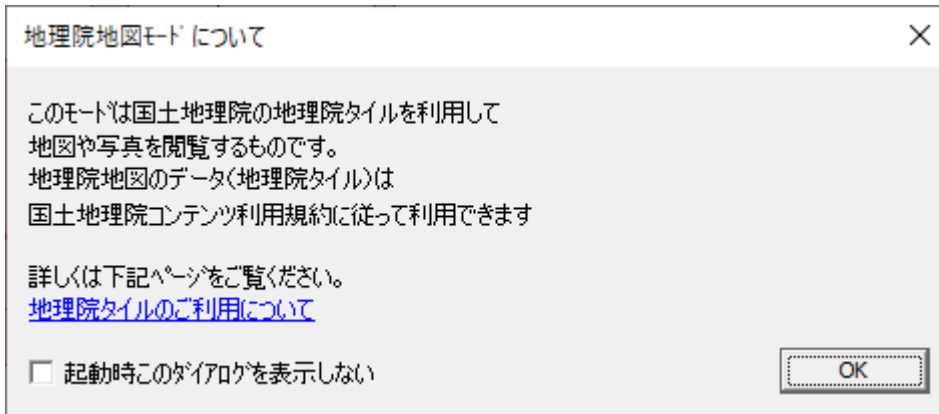 地理院地図ﾓｰﾄﾞについて
このﾓｰﾄﾞは国土地理院の地理院タイルを利用して
地図や写真を閲覧するものです。
地理院地図のデータ(地理院タイル)は
国土地理院コンテンツ利用規約に従って利用できます
詳しくは下記ﾍﾟｰｼﾞをご覧ください。
地理院タイルのご利用について
起動時このﾀﾞｲｱﾛｸﾞを表示しない
OK